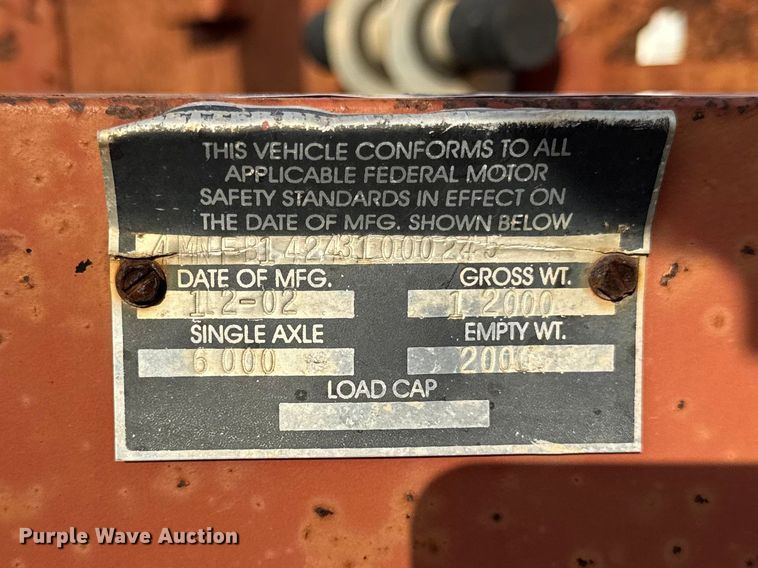 THIS VEHICLE CONFORMS TO ALL
APPLICABLE FEDERAL MOTOR
SAFETY STANDARDS IN EFFECT ON
THE DATE OF MFG. SHOWN BELOW
DATE OF MFG. GROSS WT.
12-02 12000
SINGLE AXLE EMPTY WT.
6000 2000
LOAD CAP
Purple Wave Auction